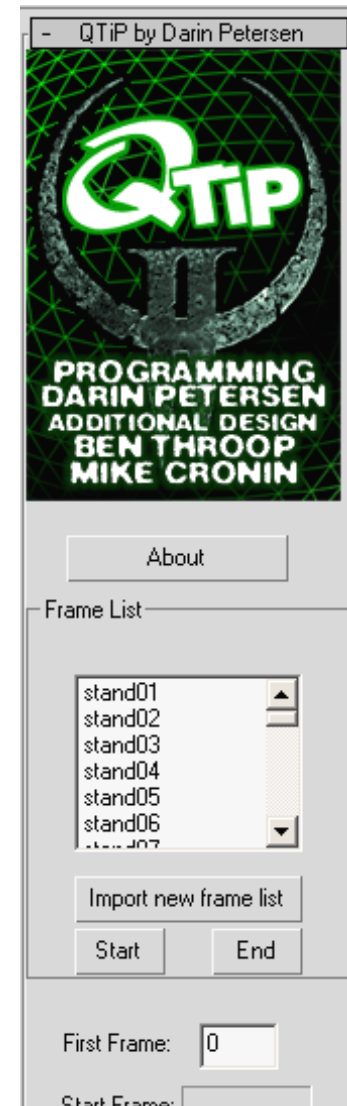 - QTiP by Darin Petersen
QTiP
II
PROGRAMMING
DARIN PETERSEN
ADDITIONAL DESIGN
BEN THROOP
MIKE CRONIN
About
Frame List
stand01
stand02
stand03
stand04
stand05
stand06
stand07
Import new frame list
Start End
First Frame: 0
Start Frame: